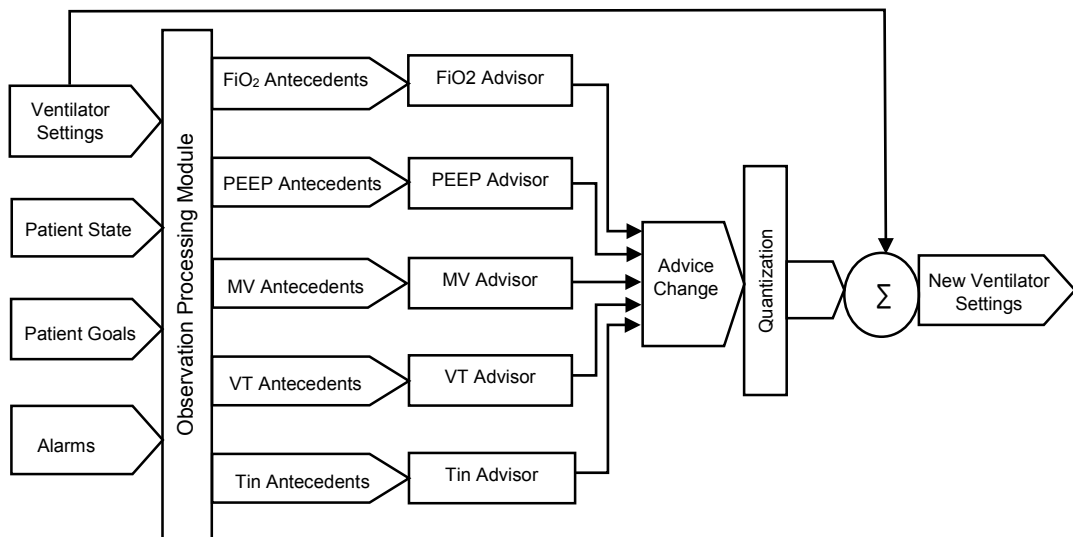 Ventilator
Settings
Patient State
Patient Goals
Alarms
Observation Processing Module
FiO₂ Antecedents
FiO2 Advisor
PEEP Antecedents
PEEP Advisor
MV Antecedents
MV Advisor
VT Antecedents
VT Advisor
Tin Antecedents
Tin Advisor
Advice
Change
Quantization
Σ
New Ventilator
Settings